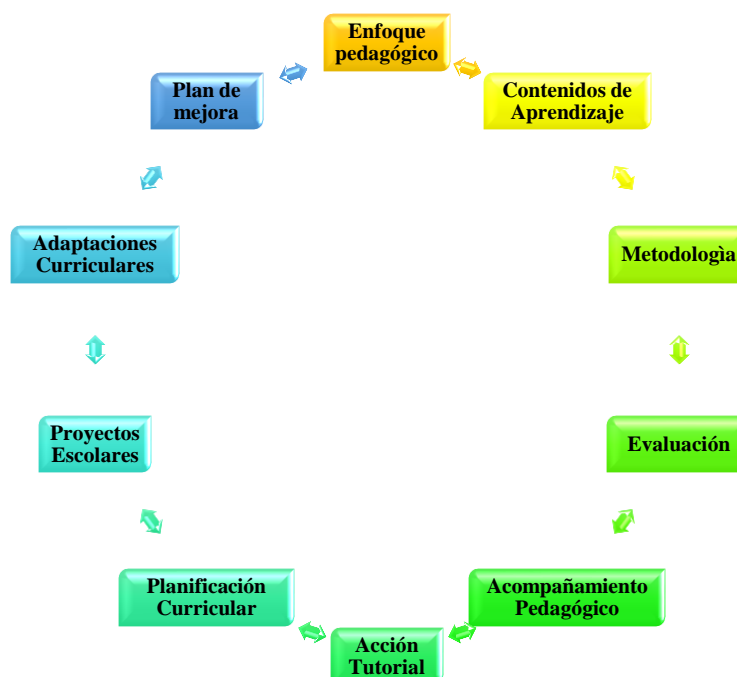 Enfoque
pedagógico
Contenidos de
Aprendizaje
Metodologìa
Evaluación
Acompañamiento
Pedagógico
Acción
Tutorial
Planificación
Curricular
Proyectos
Escolares
Adaptaciones
Curriculares
Plan de
mejora